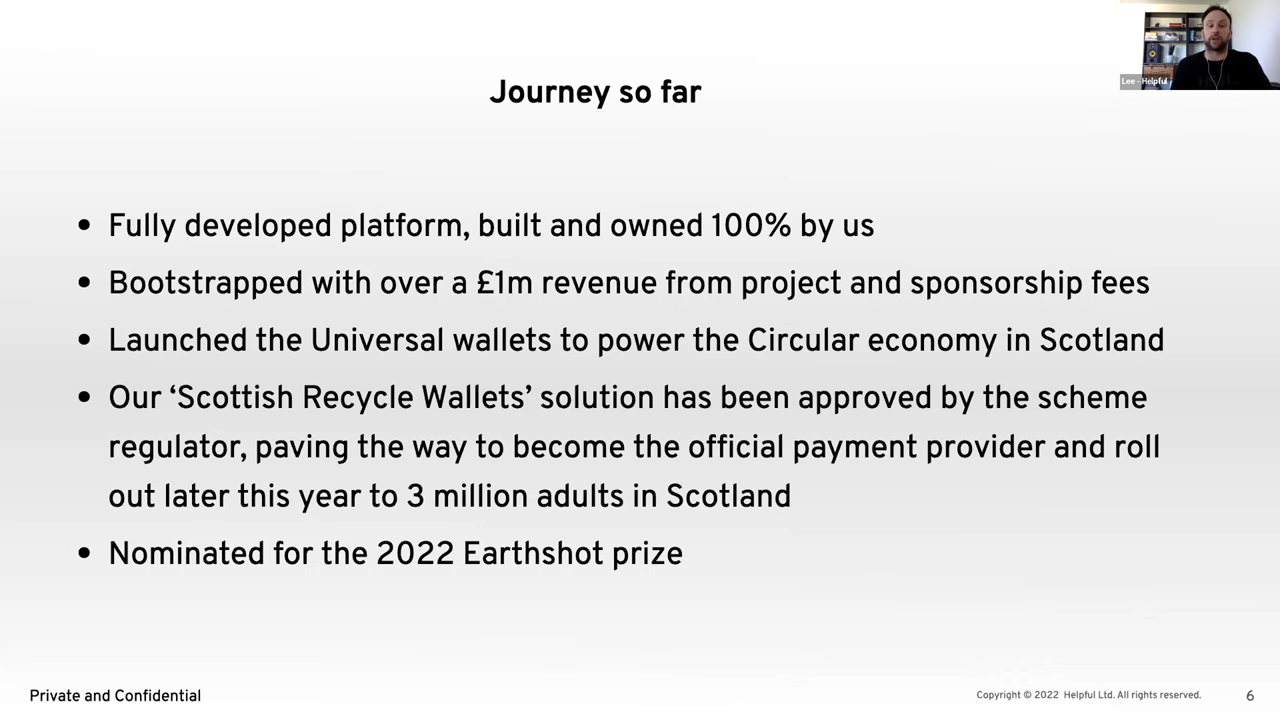 Lee - Helpful
Journey so far
• Fully developed platform, built and owned 100% by us
• Bootstrapped with over a £1m revenue from project and sponsorship fees
• Launched the Universal wallets to power the Circular economy in Scotland
• Our ‘Scottish Recycle Wallets’ solution has been approved by the scheme
regulator, paving the way to become the official payment provider and roll
out later this year to 3 million adults in Scotland
• Nominated for the 2022 Earthshot prize
Private and Confidential
Copyright © 2022 Helpful Ltd. All rights reserved.
6